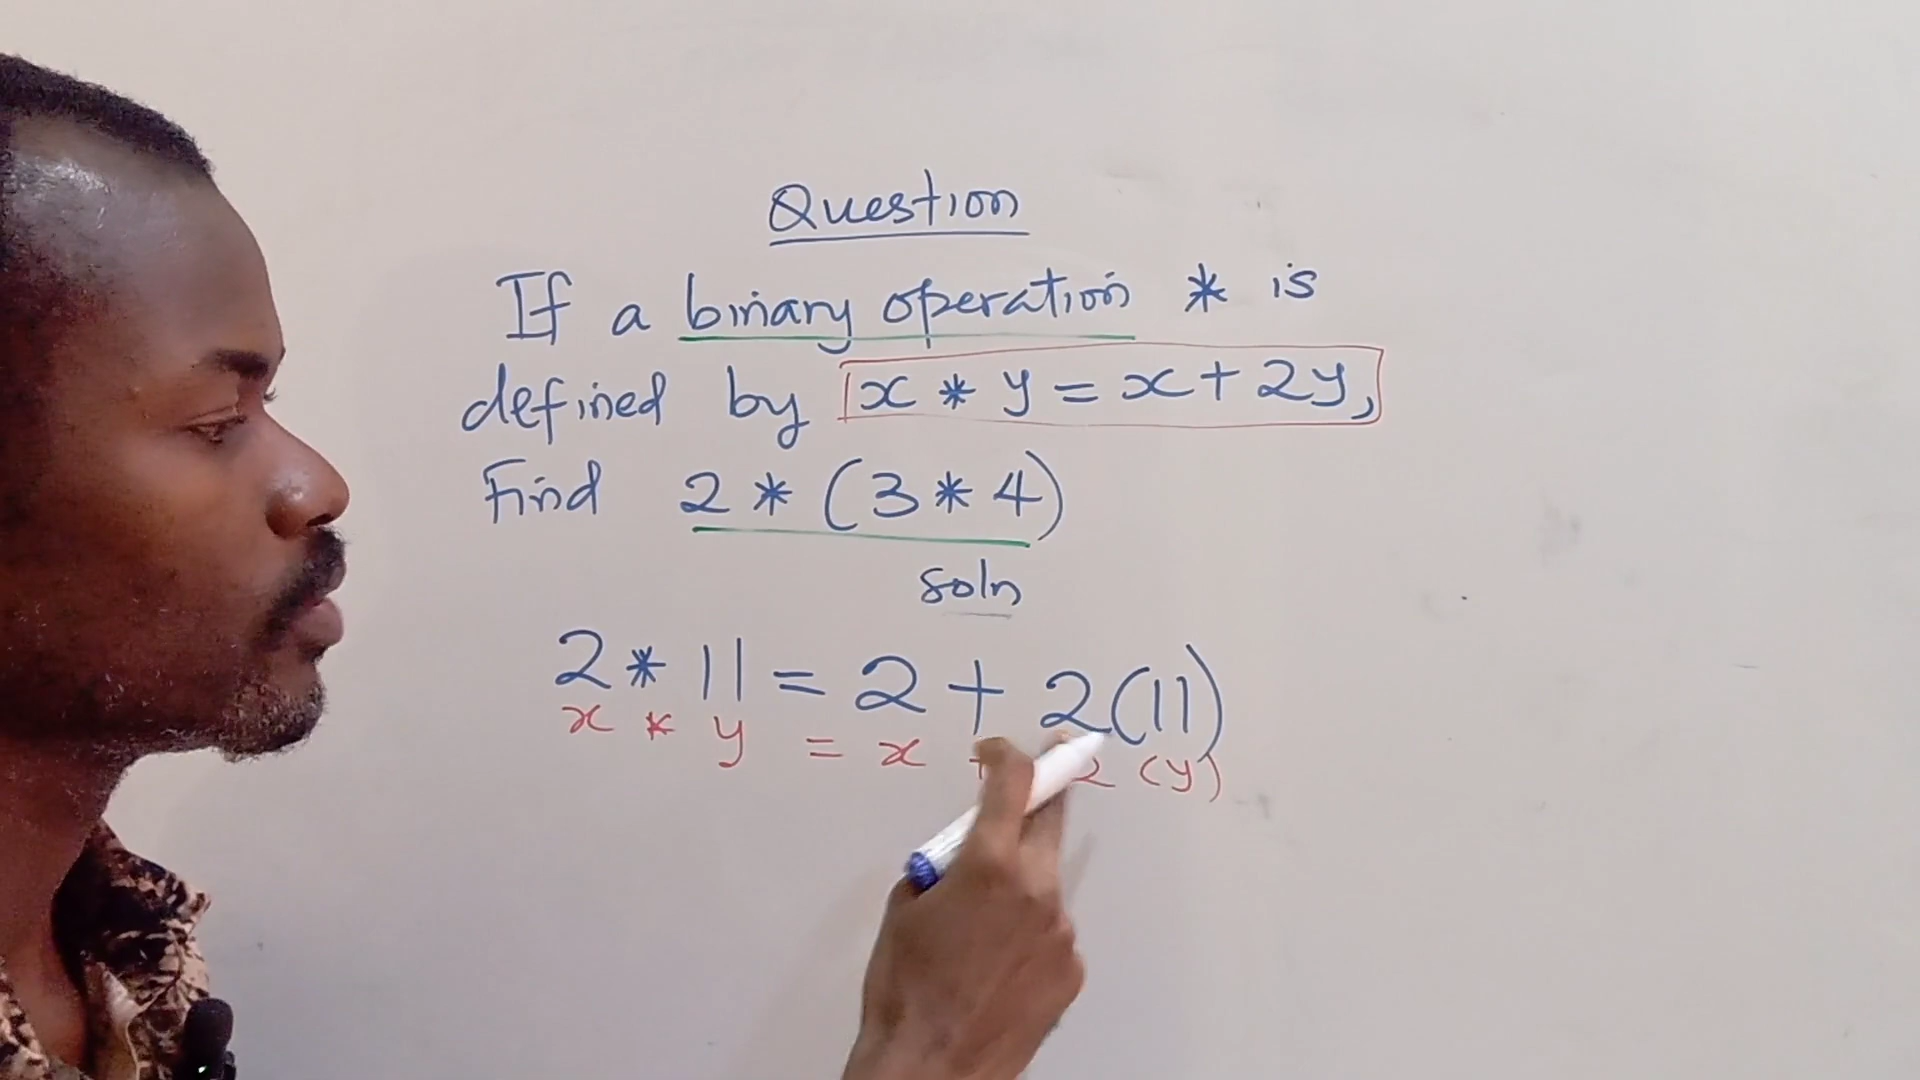 Question
If a binary operation * is
defined by x * y = x + 2y,
Find 2 * (3 * 4)
soln
2 * 11 = 2 + 2(11)
x * y = x + 2 (y)